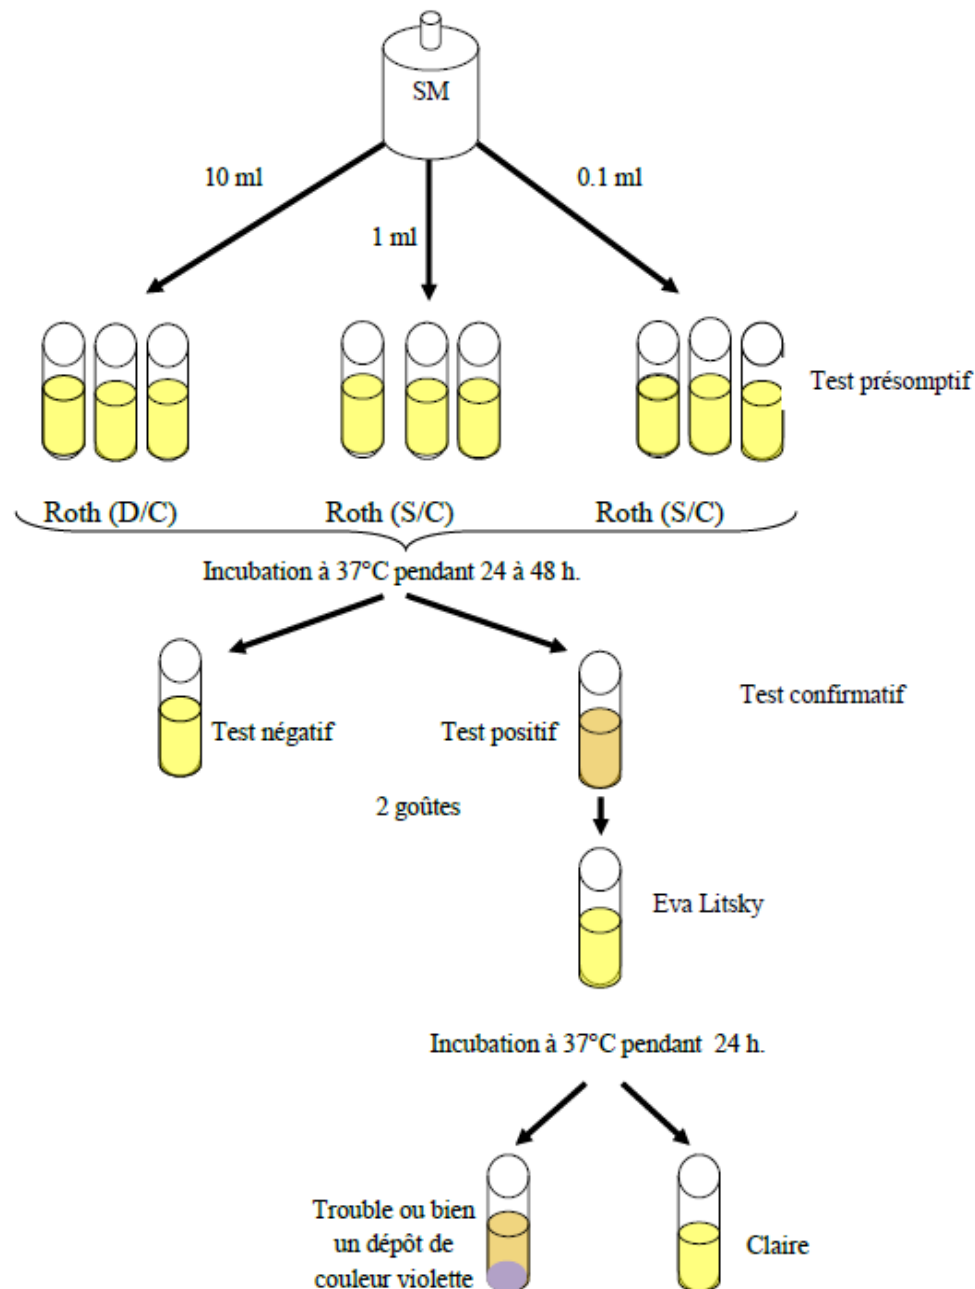 SM
10 ml
0.1 ml
1 ml
Test présomptif
Roth (D/C)
Roth (S/C)
Roth (S/C)
Incubation à 37°C pendant 24 à 48 h.
Test confirmatif
Test négatif
Test positif
2 goûtes
Eva Litsky
Incubation à 37°C pendant 24 h.
Trouble ou bien
un dépôt de
couleur violette
Claire